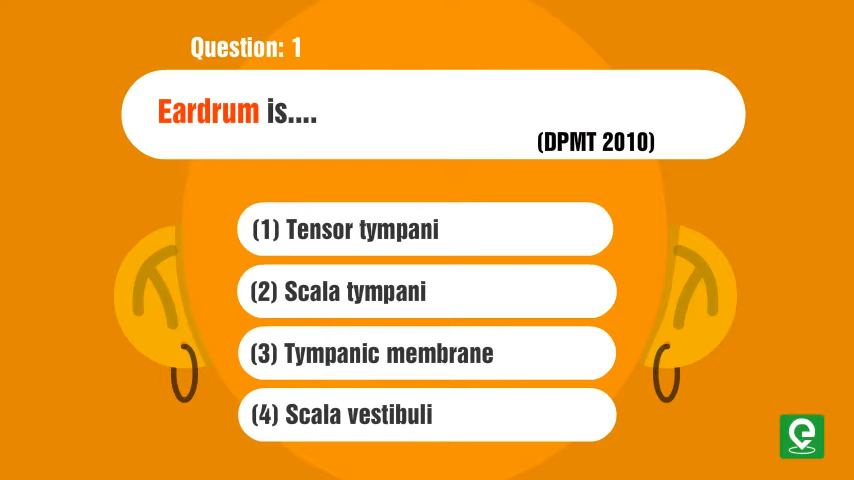 Question: 1
Eardrum is....
(DPMT 2010)
(1) Tensor tympani
(2) Scala tympani
(3) Tympanic membrane
(4) Scala vestibuli